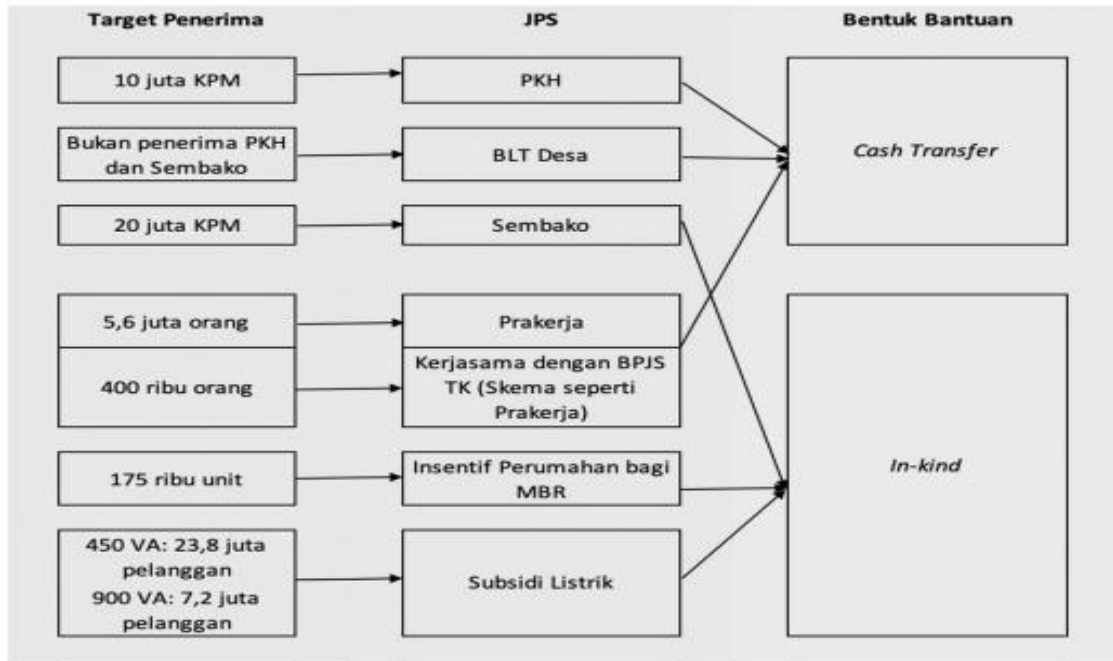 Target Penerima JPS Bentuk Bantuan
10 juta KPM
PKH
Cash Transfer
Bukan penerima PKH
dan Sembako
BLT Desa
20 juta KPM
Sembako
5,6 juta orang
Prakerja
400 ribu orang
Kerjasama dengan BPJS
TK (Skema seperti
Prakerja)
In-kind
175 ribu unit
Insentif Perumahan bagi
MBR
450 VA: 23,8 juta
pelanggan
900 VA: 7,2 juta
pelanggan
Subsidi Listrik